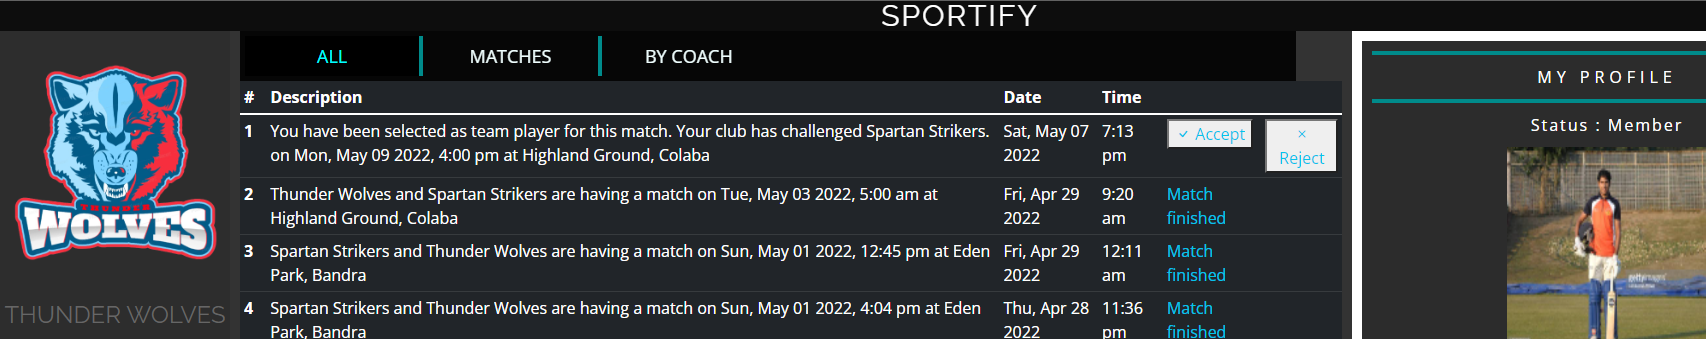 SPORTIFY
ALL MATCHES BY COACH
# Description Date Time
1 You have been selected as team player for this match. Your club has challenged Spartan Strikers. Sat, May 07 7:13 ✓ Accept ×
on Mon, May 09 2022, 4:00 pm at Highland Ground, Colaba 2022 pm Reject
2 Thunder Wolves and Spartan Strikers are having a match on Tue, May 03 2022, 5:00 am at Fri, Apr 29 9:20 Match
Highland Ground, Colaba 2022 am finished
3 Spartan Strikers and Thunder Wolves are having a match on Sun, May 01 2022, 12:45 pm at Eden Fri, Apr 29 12:11 Match
Park, Bandra 2022 am finished
4 Spartan Strikers and Thunder Wolves are having a match on Sun, May 01 2022, 4:04 pm at Eden Thu, Apr 28 11:36 Match
Park, Bandra 2022 pm finished
THUNDER
WOLVES
THUNDER WOLVES
MY PROFILE
Status : Member
gettyimages